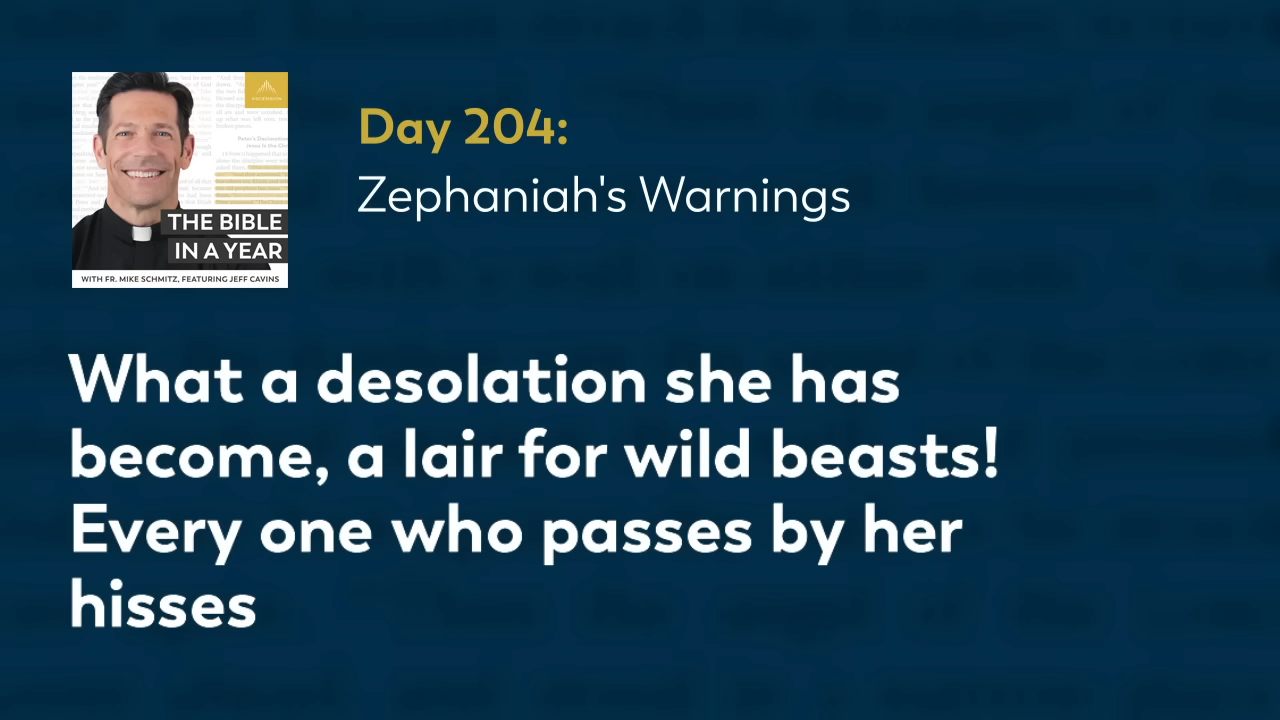 ASCENSION
THE BIBLE
IN A YEAR
WITH FR. MIKE SCHMITZ, FEATURING JEFF CAVINS
Day 204:
Zephaniah's Warnings
What a desolation she has
become, a lair for wild beasts!
Every one who passes by her
hisses